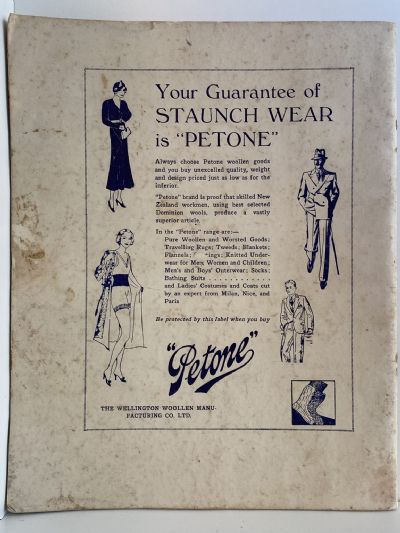 Your Guarantee of
STAUNCH WEAR
is "PETONE"
Always choose Petone woollen goods
and you buy unexcelled quality, weight
and design priced just as low as for the
inferior.
"Petone" brand is proof that skilled New
Zealand workmen, using best selected
Dominion wools, produce a vastly
superior article.
In the "Petone" range are:—
Pure Woollen and Worsted Goods;
Travelling Rugs; Tweeds; Blankets;
Flannels; "ings; Knitted Under-
wear for Men Women and Children;
Men's and Boys' Outerwear; Socks;
Bathing Suits . . . . . . . . . . .
and Ladies' Costumes and Coats cut
by an expert from Milan, Nice, and
Paris
Be protected by this label when you buy
"Petone"
THE WELLINGTON WOOLLEN MANU-
FACTURING CO. LTD.